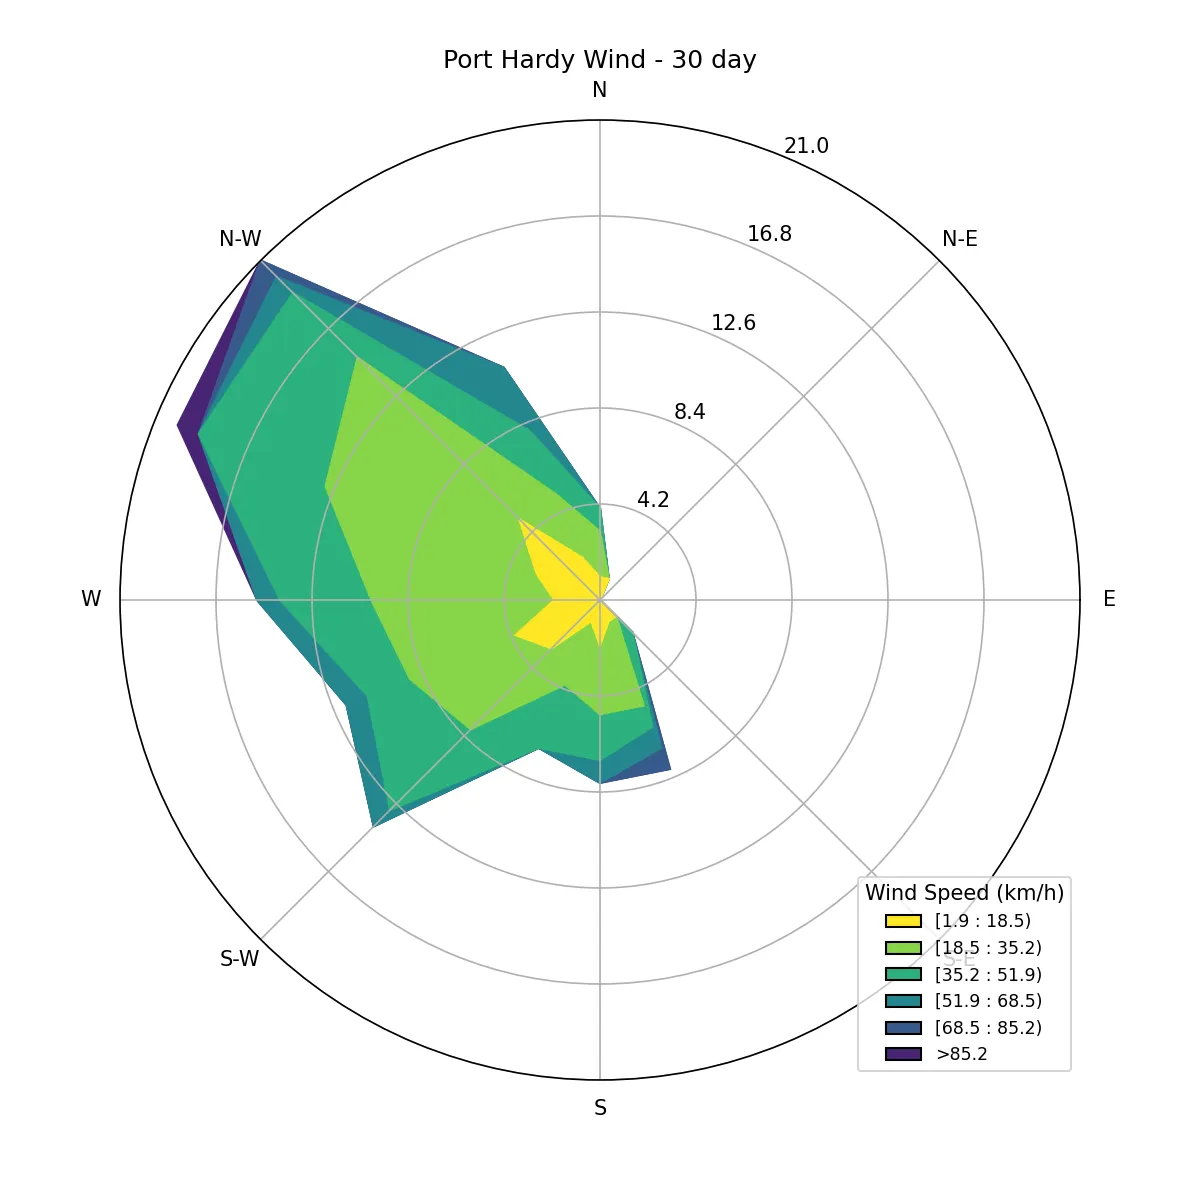 Port Hardy Wind - 30 day
N
21.0
16.8
N-W
N-E
12.6
8.4
4.2
W
E
Wind Speed (km/h)
[1.9 : 18.5)
[18.5 : 35.2)
S-W
S-E
[35.2 : 51.9)
[51.9 : 68.5)
[68.5 : 85.2)
>85.2
S